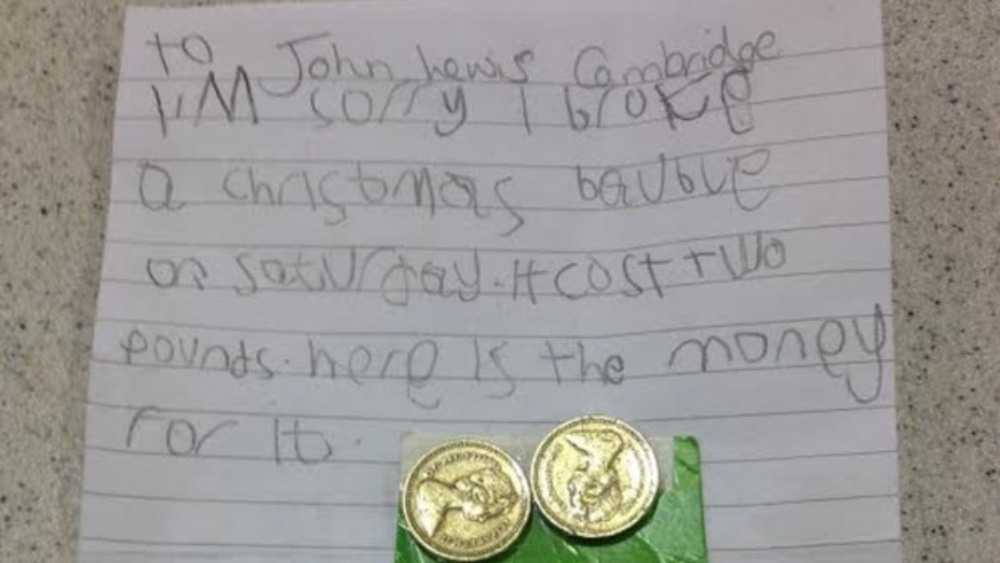 to John Lewis Cambridge
I'M sorry I broke
a christmas bauble
on saturday. It cost two
pounds. here is the money
For It.